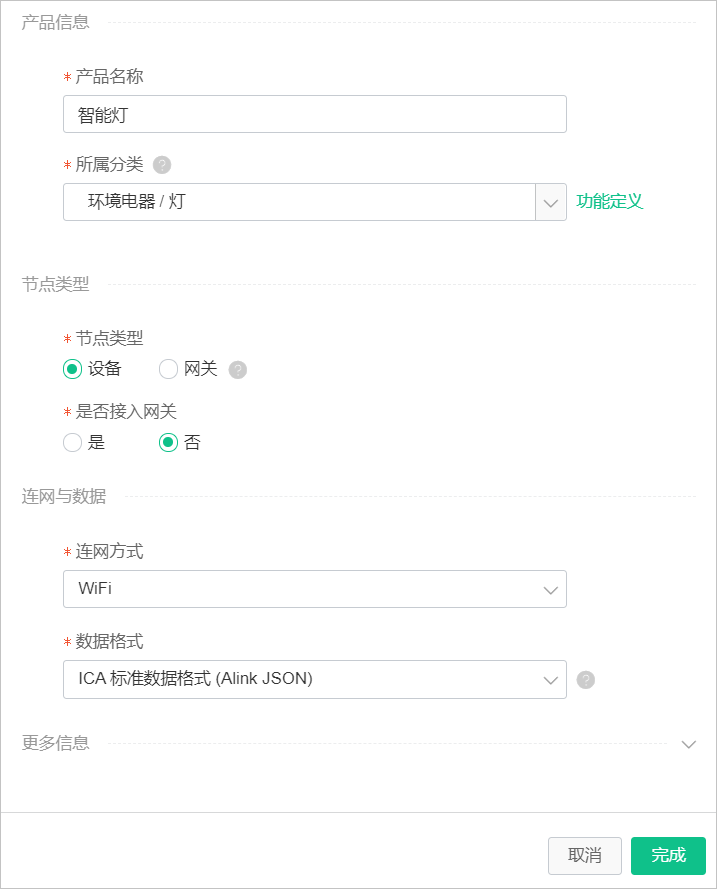 产品信息
* 产品名称
智能灯
* 所属分类 ?
环境电器 / 灯 功能定义
节点类型
* 节点类型
设备 网关 ?
* 是否接入网关
是 否
连网与数据
* 连网方式
WiFi
* 数据格式
ICA 标准数据格式 (Alink JSON) ?
更多信息
取消 完成